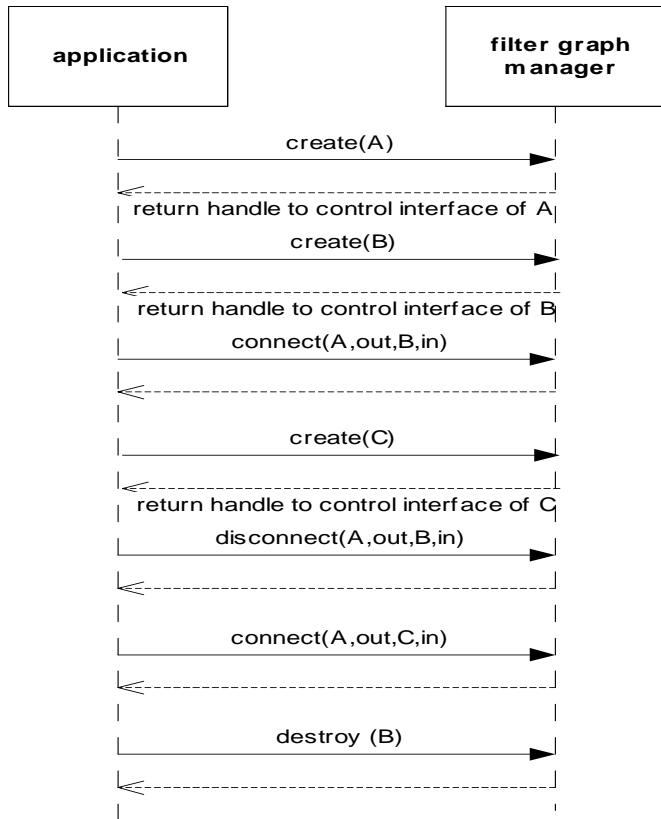 application
filter graph
manager
create(A)
return handle to control interface of A
create(B)
return handle to control interface of B
connect(A,out,B,in)
create(C)
return handle to control interface of C
disconnect(A,out,B,in)
connect(A,out,C,in)
destroy (B)